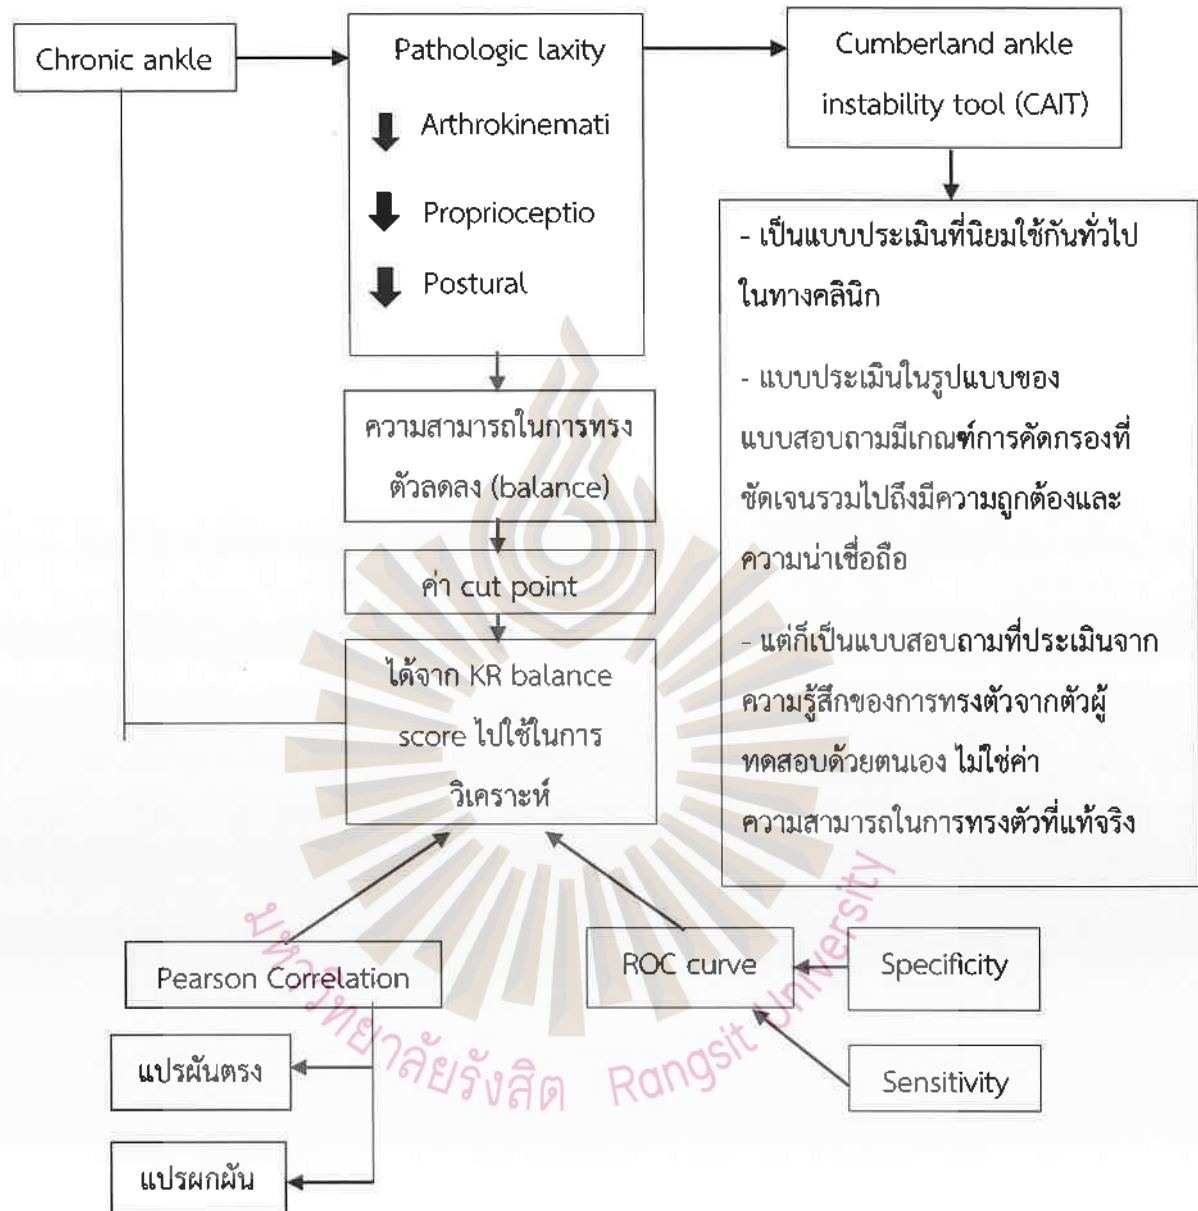 Chronic ankle
Pathologic laxity
Arthrokinemati
Proprioceptio
Postural
Cumberland ankle
instability tool (CAIT)
- เป็นแบบประเมินที่นิยมใช้กันทั่วไป
ในทางคลินิก
- แบบประเมินในรูปแบบของ
แบบสอบถามมีเกณฑ์การคัดกรองที่
ชัดเจนรวมไปถึงมีความถูกต้องและ
ความน่าเชื่อถือ
- แต่ก็เป็นแบบสอบถามที่ประเมินจาก
ความรู้สึกของการทรงตัวจากตัวผู้
ทดสอบด้วยตนเอง ไม่ใช่ค่า
ความสามารถในการทรงตัวที่แท้จริง
ความสามารถในการทรง
ตัวลดลง (balance)
ค่า cut point
ได้จาก KR balance
score ไปใช้ในการ
วิเคราะห์
Pearson Correlation
ROC curve
Specificity
แปรผันตรง
Sensitivity
แปรผกผัน
มหาวิทยาลัยรังสิต Rangsit University